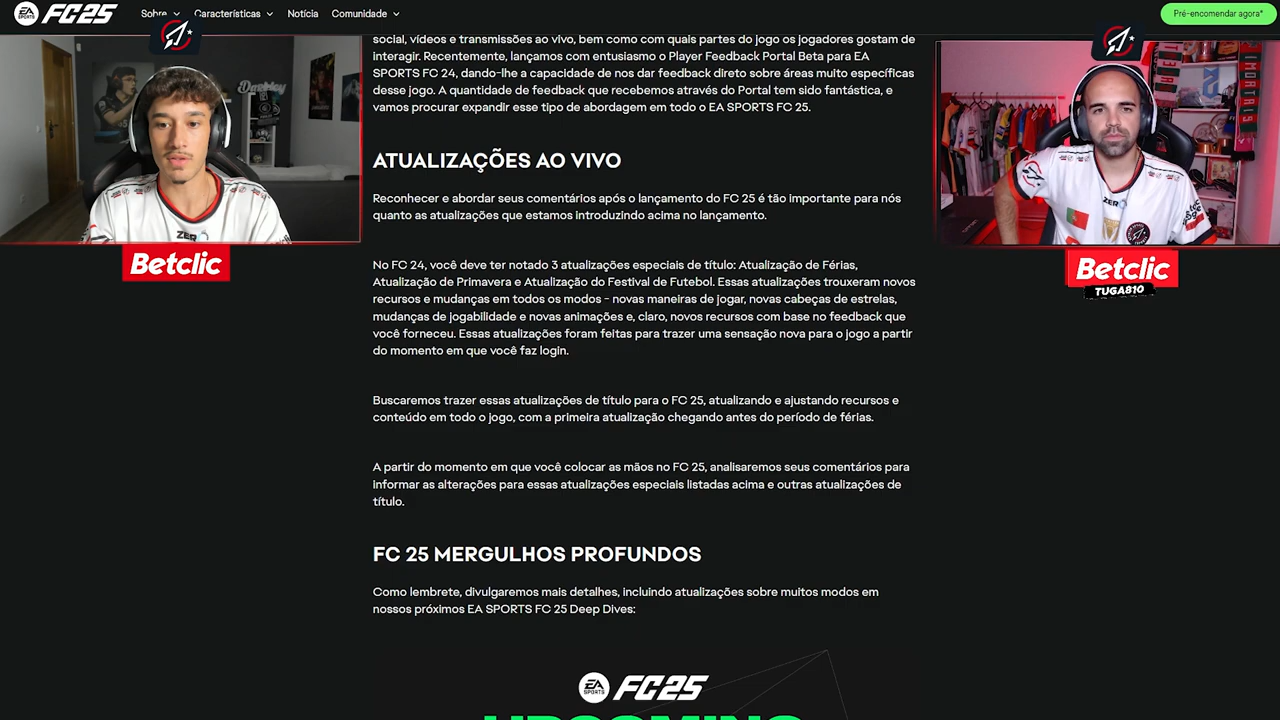 EA SPORTS FC25
Sobre Características Notícia Comunidade
Pré-encomendar agora*
social, vídeos e transmissões ao vivo, bem como com quais partes do jogo os jogadores gostam de
interagir. Recentemente, lançamos com entusiasmo o Player Feedback Portal Beta para EA
SPORTS FC 24, dando-lhe a capacidade de nos dar feedback direto sobre áreas muito específicas
desse jogo. A quantidade de feedback que recebemos através do Portal tem sido fantástica, e
vamos procurar expandir esse tipo de abordagem em todo o EA SPORTS FC 25.
ATUALIZAÇÕES AO VIVO
Reconhecer e abordar seus comentários após o lançamento do FC 25 é tão importante para nós
quanto as atualizações que estamos introduzindo acima no lançamento.
Betclic
Betclic
TUGA810
No FC 24, você deve ter notado 3 atualizações especiais de título: Atualização de Férias,
Atualização de Primavera e Atualização do Festival de Futebol. Essas atualizações trouxeram novos
recursos e mudanças em todos os modos - novas maneiras de jogar, novas cabeças de estrelas,
mudanças de jogabilidade e novas animações e, claro, novos recursos com base no feedback que
você forneceu. Essas atualizações foram feitas para trazer uma sensação nova para o jogo a partir
do momento em que você faz login.
Buscaremos trazer essas atualizações de título para o FC 25, atualizando e ajustando recursos e
conteúdo em todo o jogo, com a primeira atualização chegando antes do período de férias.
A partir do momento em que você colocar as mãos no FC 25, analisaremos seus comentários para
informar as alterações para essas atualizações especiais listadas acima e outras atualizações de
título.
FC 25 MERGULHOS PROFUNDOS
Como lembrete, divulgaremos mais detalhes, incluindo atualizações sobre muitos modos em
nossos próximos EA SPORTS FC 25 Deep Dives:
EA SPORTS FC25
UPCOMING